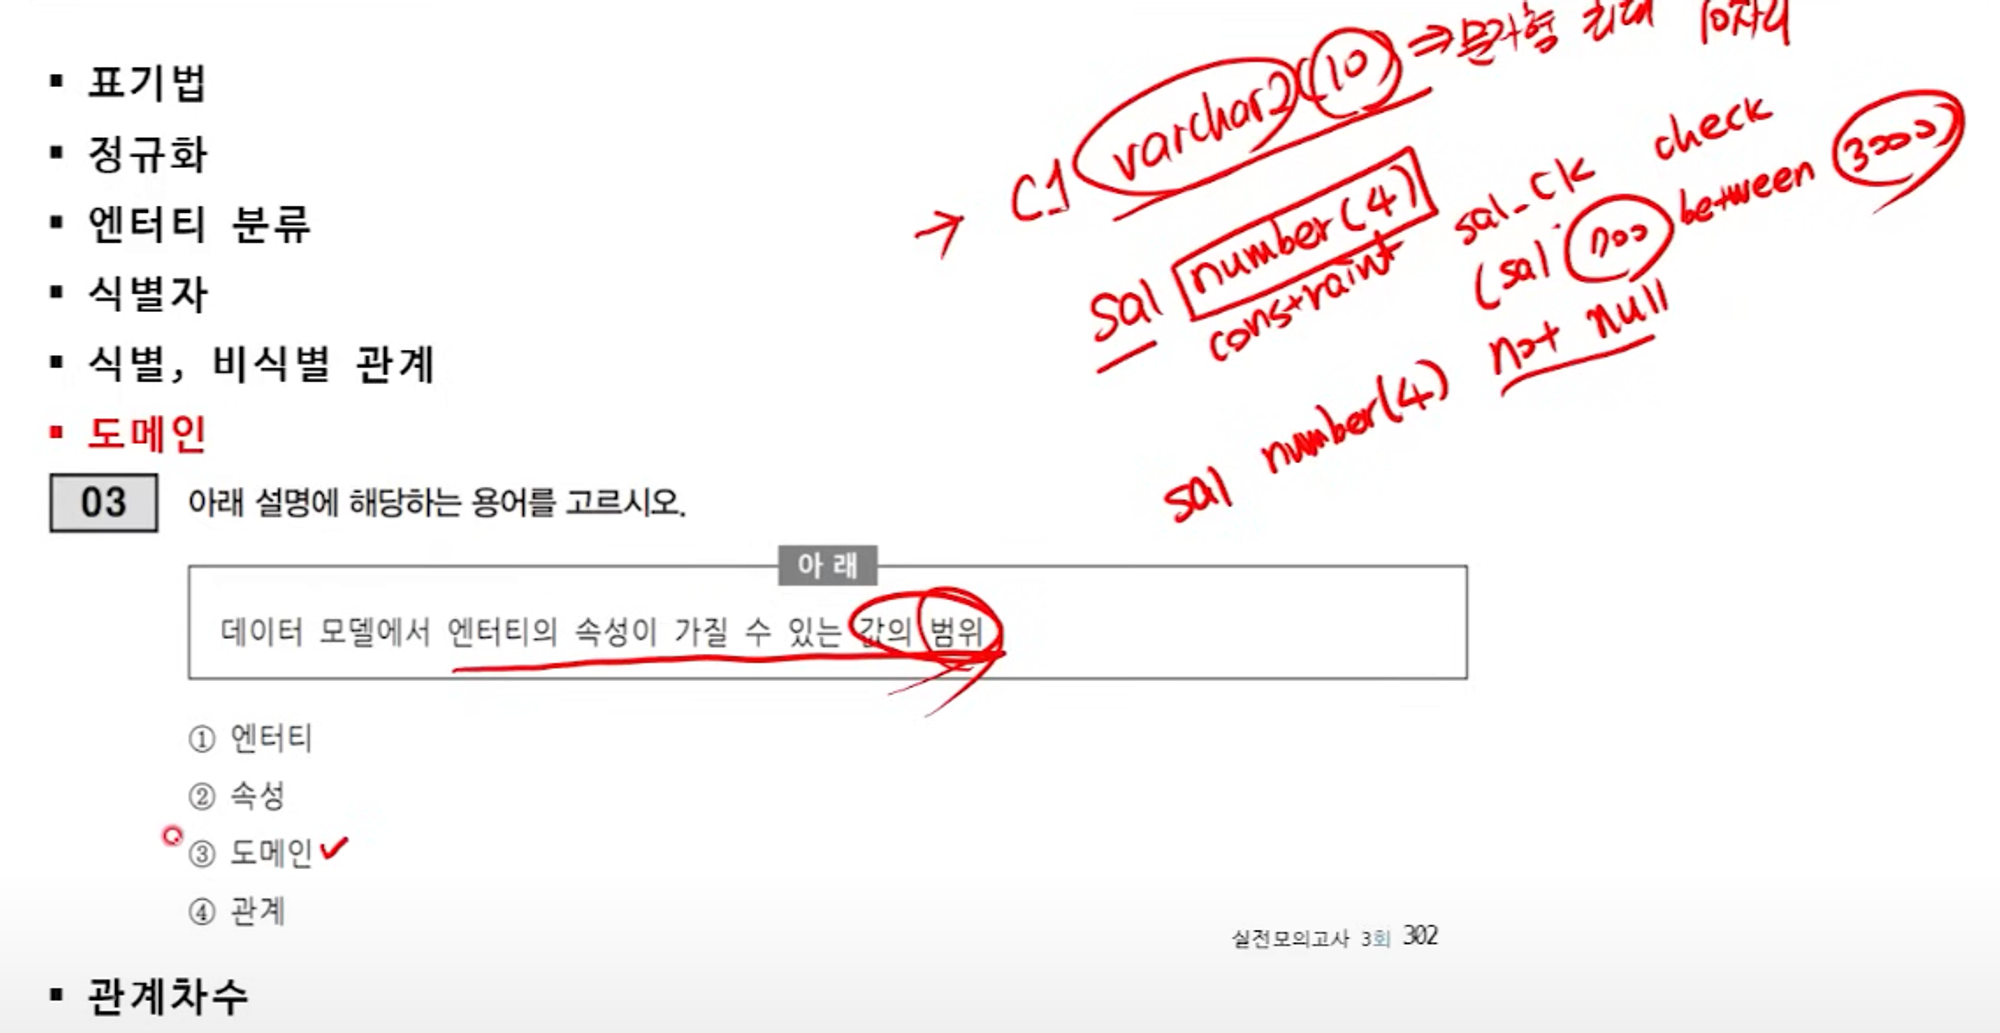 ▪ 표기법
▪ 정규화
▪ 엔터티 분류
▪ 식별자
▪ 식별, 비식별 관계
▪ 도메인
→ C1 varchar2(10) ⇒ 문자형 최대 10자리
sal number(4)
constraint sal_ck check
(sal 700 between 3000)
sal number(4) not null
03 아래 설명에 해당하는 용어를 고르시오.
아 래
데이터 모델에서 엔터티의 속성이 가질 수 있는 값의 범위
① 엔터티
② 속성
③ 도메인 ✓
④ 관계
실전모의고사 3회 302
▪ 관계차수